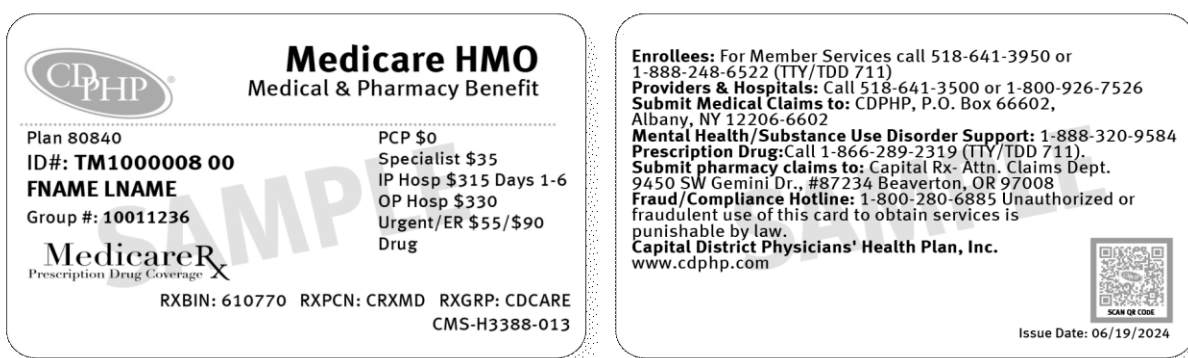 CDPHP®
Medicare HMO
Medical & Pharmacy Benefit
Plan 80840
ID#: TM1000008 00
FNAME LNAME
Group #: 10011236
MedicareRx
Prescription Drug Coverage
PCP $0
Specialist $35
IP Hosp $315 Days 1-6
OP Hosp $330
Urgent/ER $55/$90
Drug
SAMPLE
RXBIN: 610770 RXPCN: CRXMD RXGRP: CDCARE
CMS-H3388-013
Enrollees: For Member Services call 518-641-3950 or
1-888-248-6522 (TTY/TDD 711)
Providers & Hospitals: Call 518-641-3500 or 1-800-926-7526
Submit Medical Claims to: CDPHP, P.O. Box 66602,
Albany, NY 12206-6602
Mental Health/Substance Use Disorder Support: 1-888-320-9584
Prescription Drug:Call 1-866-289-2319 (TTY/TDD 711).
Submit pharmacy claims to: Capital Rx- Attn. Claims Dept.
9450 SW Gemini Dr., #87234 Beaverton, OR 97008
Fraud/Compliance Hotline: 1-800-280-6885 Unauthorized or
fraudulent use of this card to obtain services is
punishable by law.
Capital District Physicians' Health Plan, Inc.
www.cdphp.com
SAMPLE
SCAN QR CODE
Issue Date: 06/19/2024